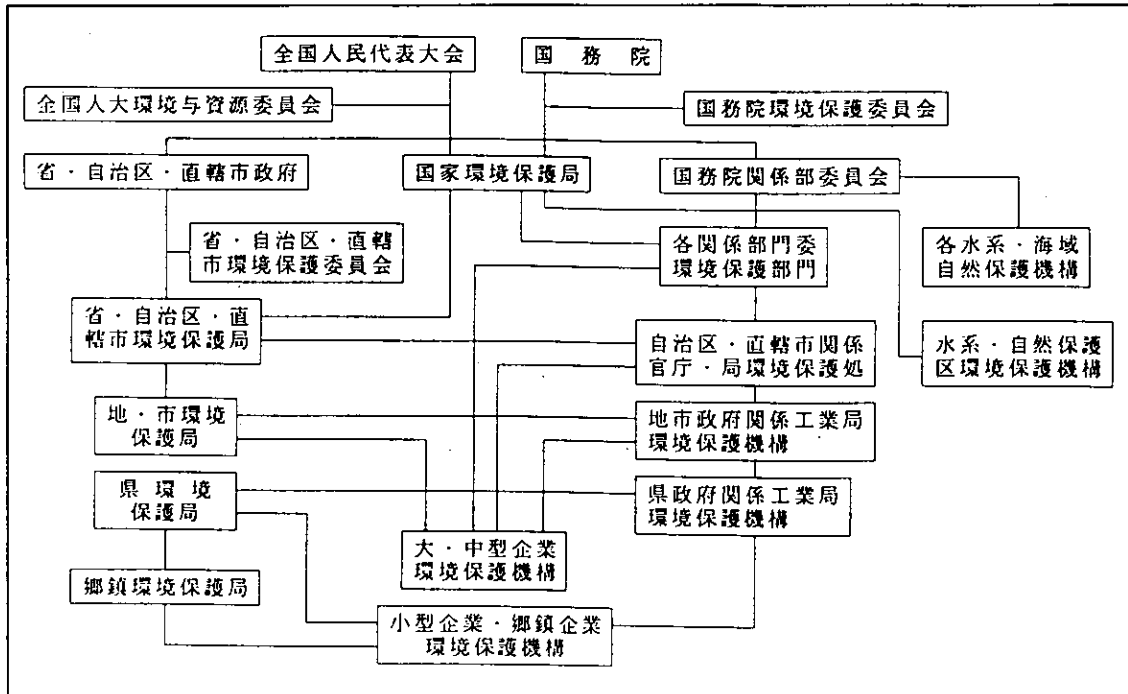 全国人民代表大会
国務院
全国人大環境与資源委員会
国務院環境保護委員会
省・自治区・直轄市政府
国家環境保護局
国務院関係部委員会
省・自治区・直轄
市環境保護委員会
各関係部門委
環境保護部門
各水系・海域
自然保護機構
省・自治区・直
轄市環境保護局
自治区・直轄市関係
官庁・局環境保護処
水系・自然保護
区環境保護機構
地・市環境
保護局
地市政府関係工業局
環境保護機構
県環境
保護局
県政府関係工業局
環境保護機構
大・中型企業
環境保護機構
郷鎮環境保護局
小型企業・郷鎮企業
環境保護機構